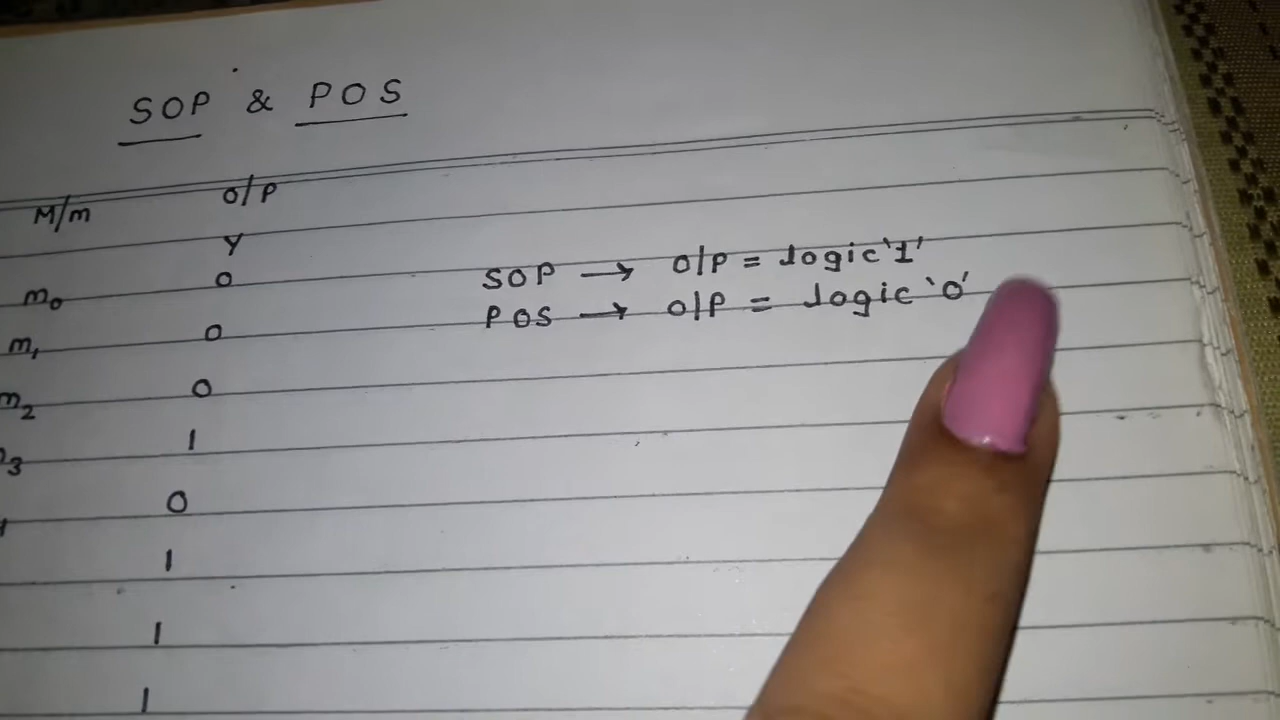 SOP & POS
M/m O/P
Y
m0 0 SOP → O/P = logic '1'
m1 0 POS → O/P = logic '0'
m2 0
3 1
0
1
1
1